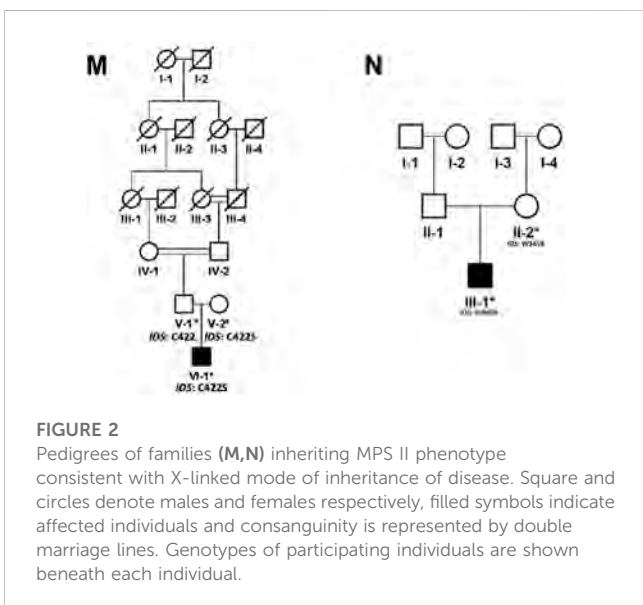 M
N
I-1 I-2
I-1 I-2 I-3 I-4
II-1 II-2 II-3 II-4
II-1 II-2*
III-1 III-2 III-3 III-4
III-1*
IV-1 IV-2
V-1* V-2*
IDS: C422 IDS: C422S
VI-1*
IDS: C422S
FIGURE 2
Pedigrees of families (M,N) inheriting MPS II phenotype
consistent with X-linked mode of inheritance of disease. Square and
circles denote males and females respectively, filled symbols indicate
affected individuals and consanguinity is represented by double
marriage lines. Genotypes of participating individuals are shown
beneath each individual.